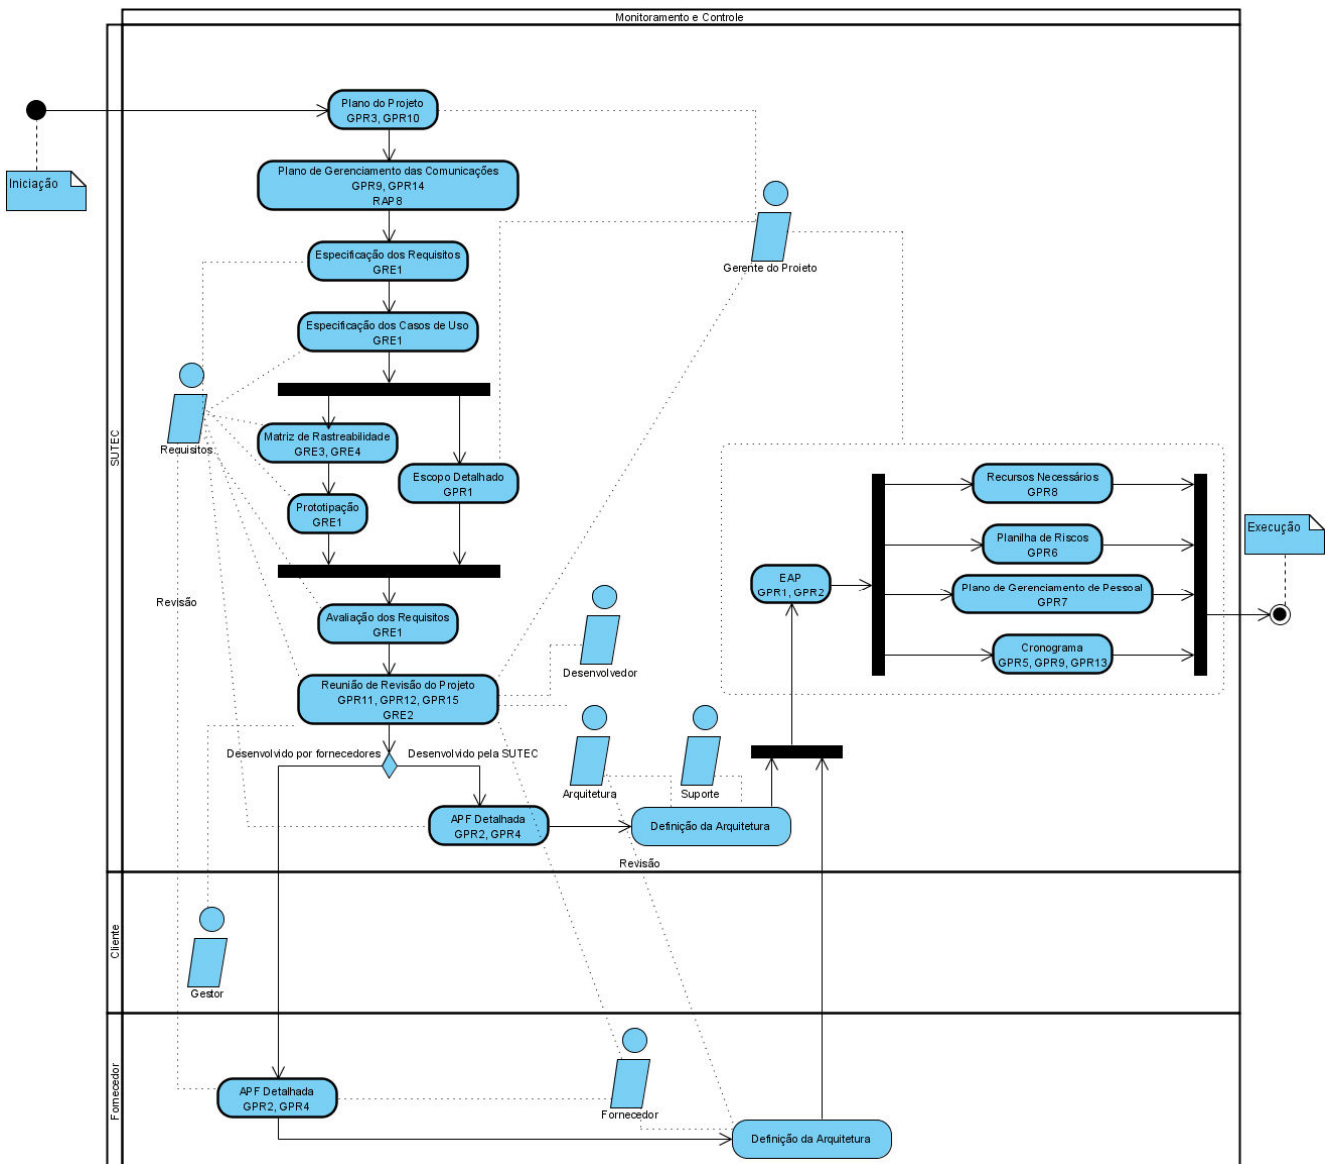 Monitoramento e Controle
SUTEC
Iniciação
Plano do Projeto
GPR3, GPR10
Plano de Gerenciamento das Comunicações
GPR9, GPR14
RAP8
Especificação dos Requisitos
GRE1
Gerente do Projeto
Especificação dos Casos de Uso
GRE1
Requisitos
Matriz de Rastreabilidade
GRE3, GRE4
Escopo Detalhado
GPR1
Prototipação
GRE1
Revisão
Avaliação dos Requisitos
GRE1
Reunião de Revisão do Projeto
GPR11, GPR12, GPR15
GRE2
Desenvolvedor
Desenvolvido por fornecedores
Desenvolvido pela SUTEC
Arquitetura
Suporte
APF Detalhada
GPR2, GPR4
Definição da Arquitetura
Revisão
EAP
GPR1, GPR2
Recursos Necessários
GPR8
Planilha de Riscos
GPR6
Plano de Gerenciamento de Pessoal
GPR7
Cronograma
GPR5, GPR9, GPR13
Execução
Cliente
Gestor
Fornecedor
APF Detalhada
GPR2, GPR4
Fornecedor
Definição da Arquitetura